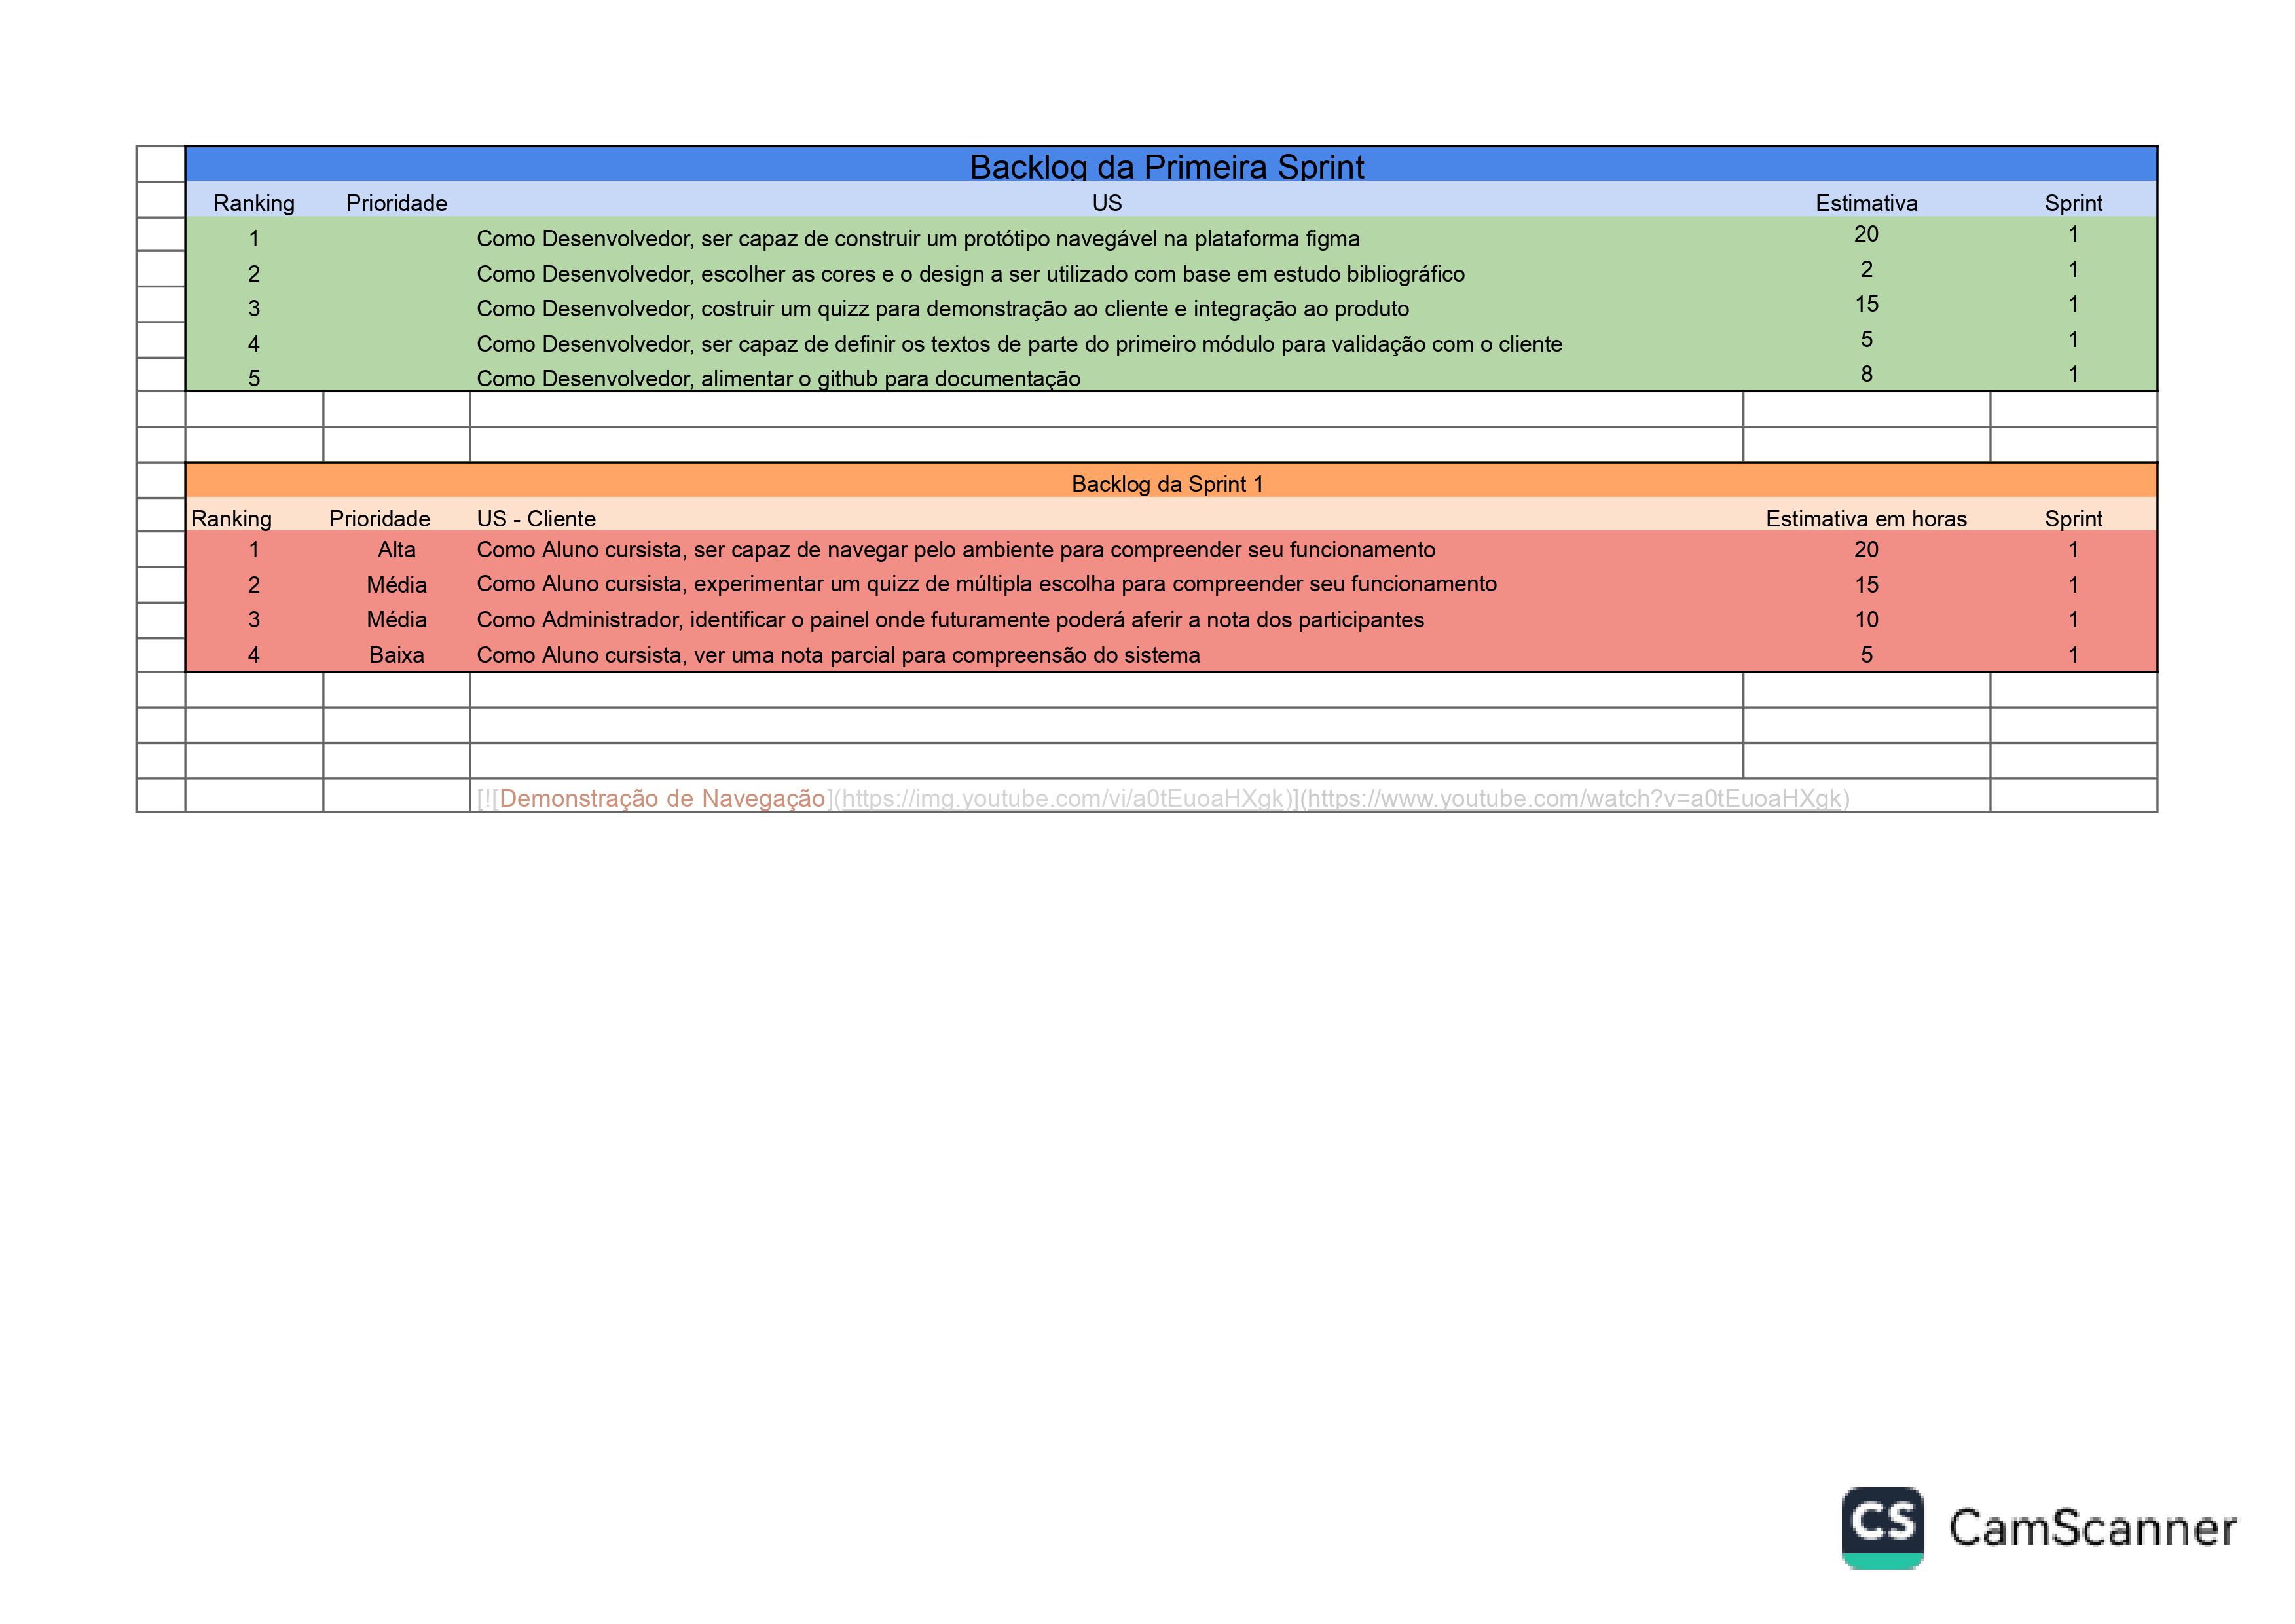 Backlog da Primeira Sprint
Ranking Prioridade US Estimativa Sprint
1 Como Desenvolvedor, ser capaz de construir um protótipo navegável na plataforma figma 20 1
2 Como Desenvolvedor, escolher as cores e o design a ser utilizado com base em estudo bibliográfico 2 1
3 Como Desenvolvedor, costruir um quizz para demonstração ao cliente e integração ao produto 15 1
4 Como Desenvolvedor, ser capaz de definir os textos de parte do primeiro módulo para validação com o cliente 5 1
5 Como Desenvolvedor, alimentar o github para documentação 8 1
Backlog da Sprint 1
Ranking Prioridade US - Cliente Estimativa em horas Sprint
1 Alta Como Aluno cursista, ser capaz de navegar pelo ambiente para compreender seu funcionamento 20 1
2 Média Como Aluno cursista, experimentar um quizz de múltipla escolha para compreender seu funcionamento 15 1
3 Média Como Administrador, identificar o painel onde futuramente poderá aferir a nota dos participantes 10 1
4 Baixa Como Aluno cursista, ver uma nota parcial para compreensão do sistema 5 1
[![Demonstração de Navegação](https://img.youtube.com/vi/a0tEuoaHXgk)](https://www.youtube.com/watch?v=a0tEuoaHXgk)
CS CamScanner